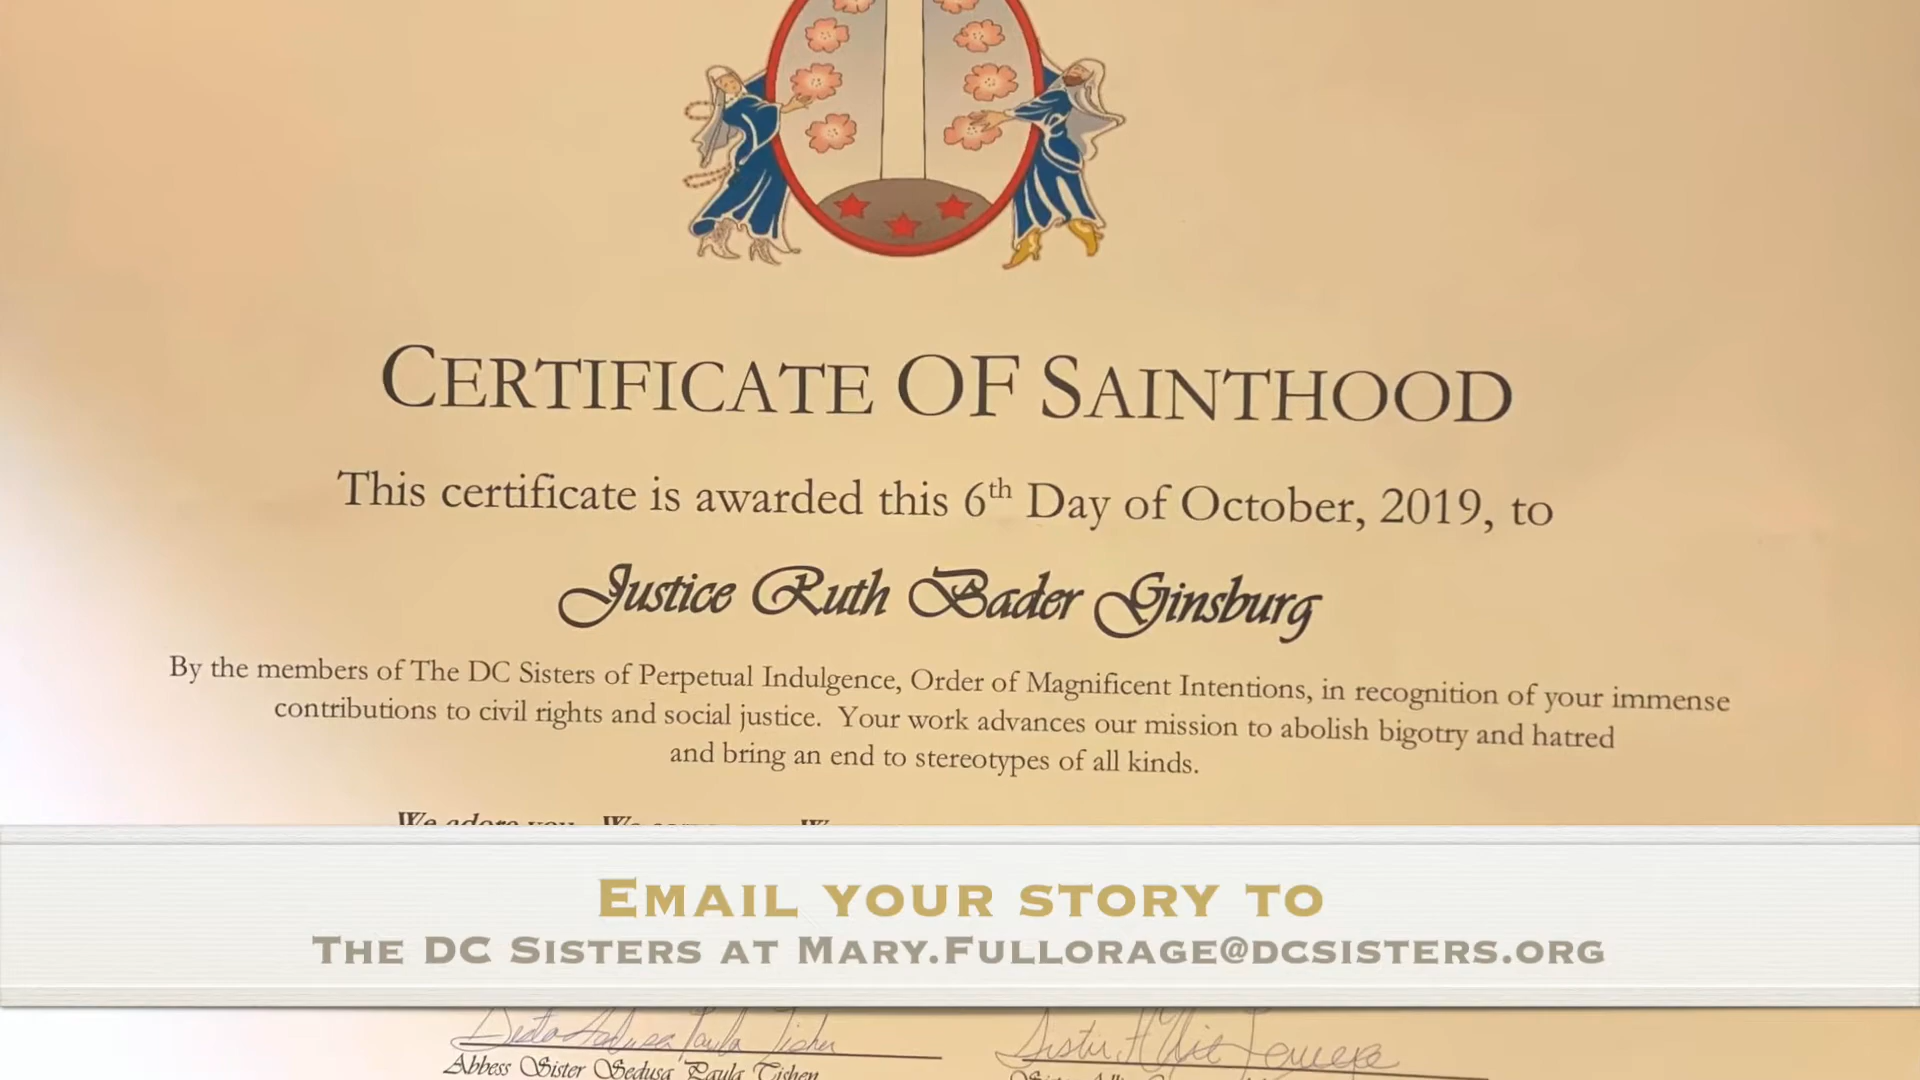 CERTIFICATE OF SAINTHOOD
This certificate is awarded this 6th Day of October, 2019, to
Justice Ruth Bader Ginsburg
By the members of The DC Sisters of Perpetual Indulgence, Order of Magnificent Intentions, in recognition of your immense
contributions to civil rights and social justice. Your work advances our mission to abolish bigotry and hatred
and bring an end to stereotypes of all kinds.
We adore you We
EMAIL YOUR STORY TO
THE DC SISTERS AT MARY.FULLORAGE@DCSISTERS.ORG
Abbess Sister Sedusa Paula Tishen